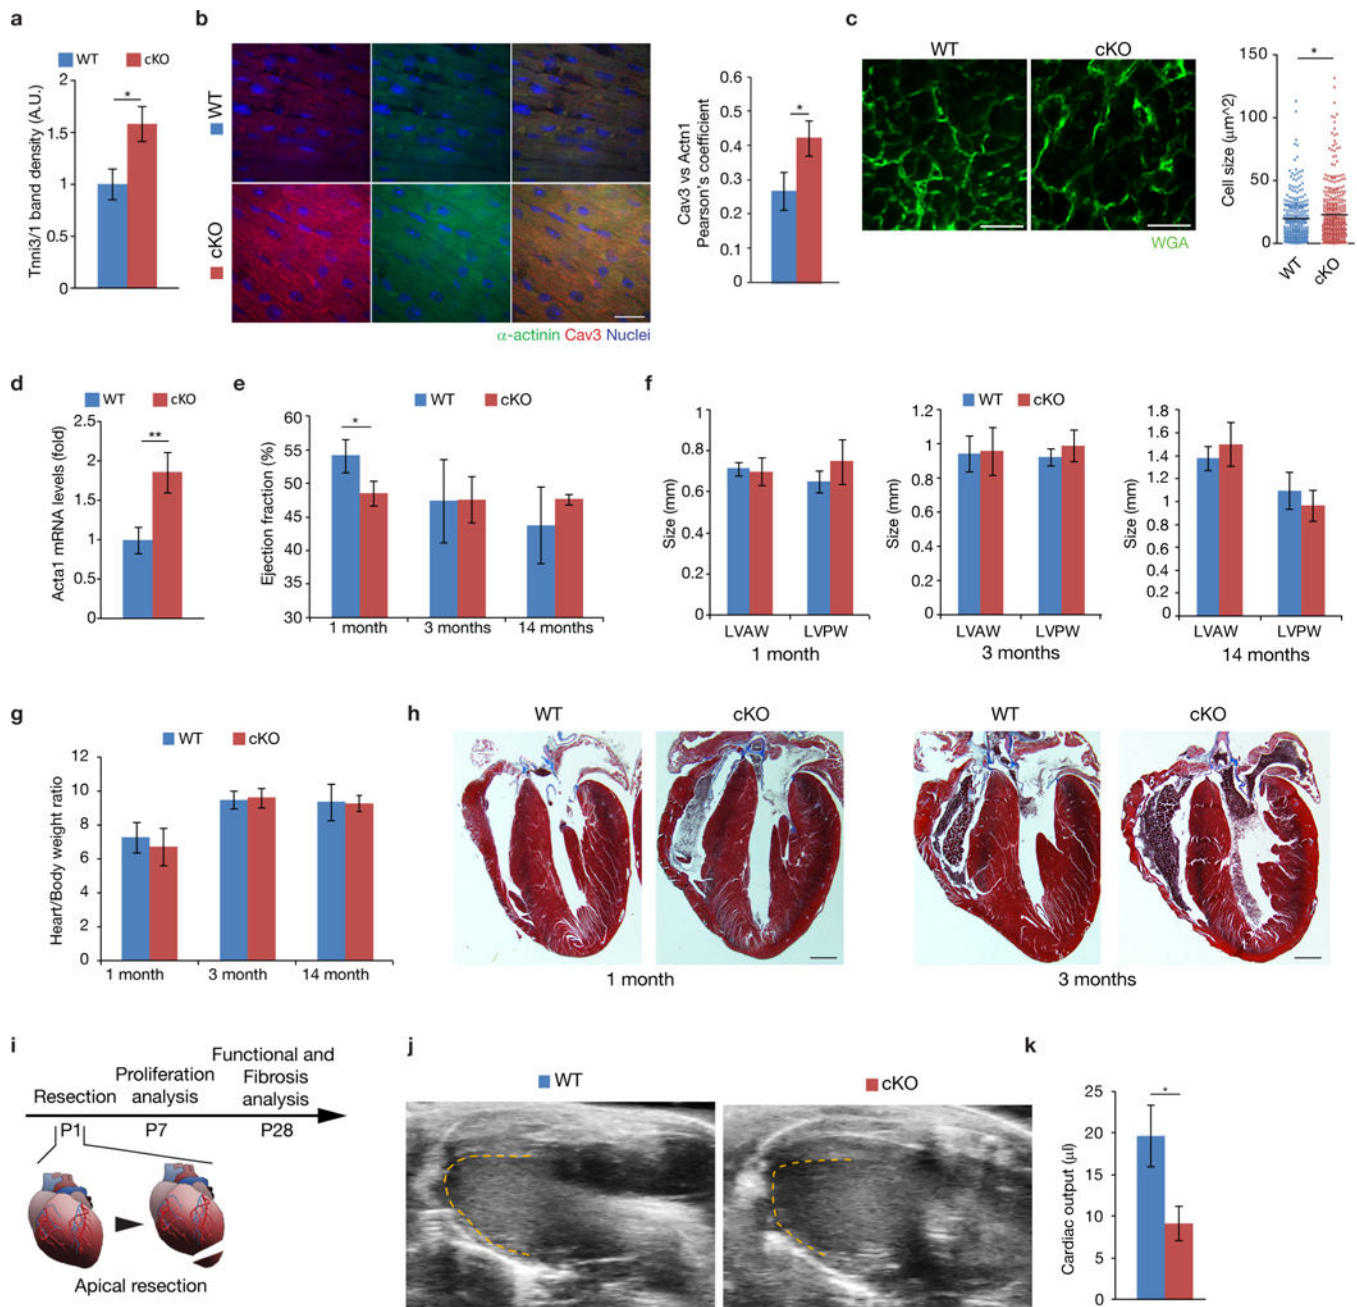 a
WT cKO
Tnni3/1 band density (A.U.)
2
1.5
1
0.5
0
*
b
WT
cKO
α-actinin Cav3 Nuclei
Cav3 vs Actn1
Pearson's coefficient
0.6
0.5
0.4
0.3
0.2
0.1
0
*
c
WT cKO
WGA
Cell size (µm^2)
150
100
50
0
*
WT
cKO
d
WT cKO
Acta1 mRNA levels (fold)
2.5
2
1.5
1
0.5
0
**
e
WT cKO
Ejection fraction (%)
60
55
50
45
40
35
30
*
1 month 3 months 14 months
f
WT cKO
Size (mm)
1
0.8
0.6
0.4
0.2
0
LVAW LVPW
1 month
Size (mm)
1.2
1
0.8
0.6
0.4
0.2
0
LVAW LVPW
3 months
Size (mm)
1.8
1.6
1.4
1.2
1
0.8
0.6
0.4
0.2
0
LVAW LVPW
14 months
g
WT cKO
Heart/Body weight ratio
12
10
8
6
4
2
0
1 month 3 month 14 month
h
WT cKO
1 month
WT cKO
3 months
i
Functional and
Proliferation Fibrosis
Resection analysis analysis
P1 P7 P28
Apical resection
j
WT cKO
k
Cardiac output (µl)
25
20
15
10
5
0
*